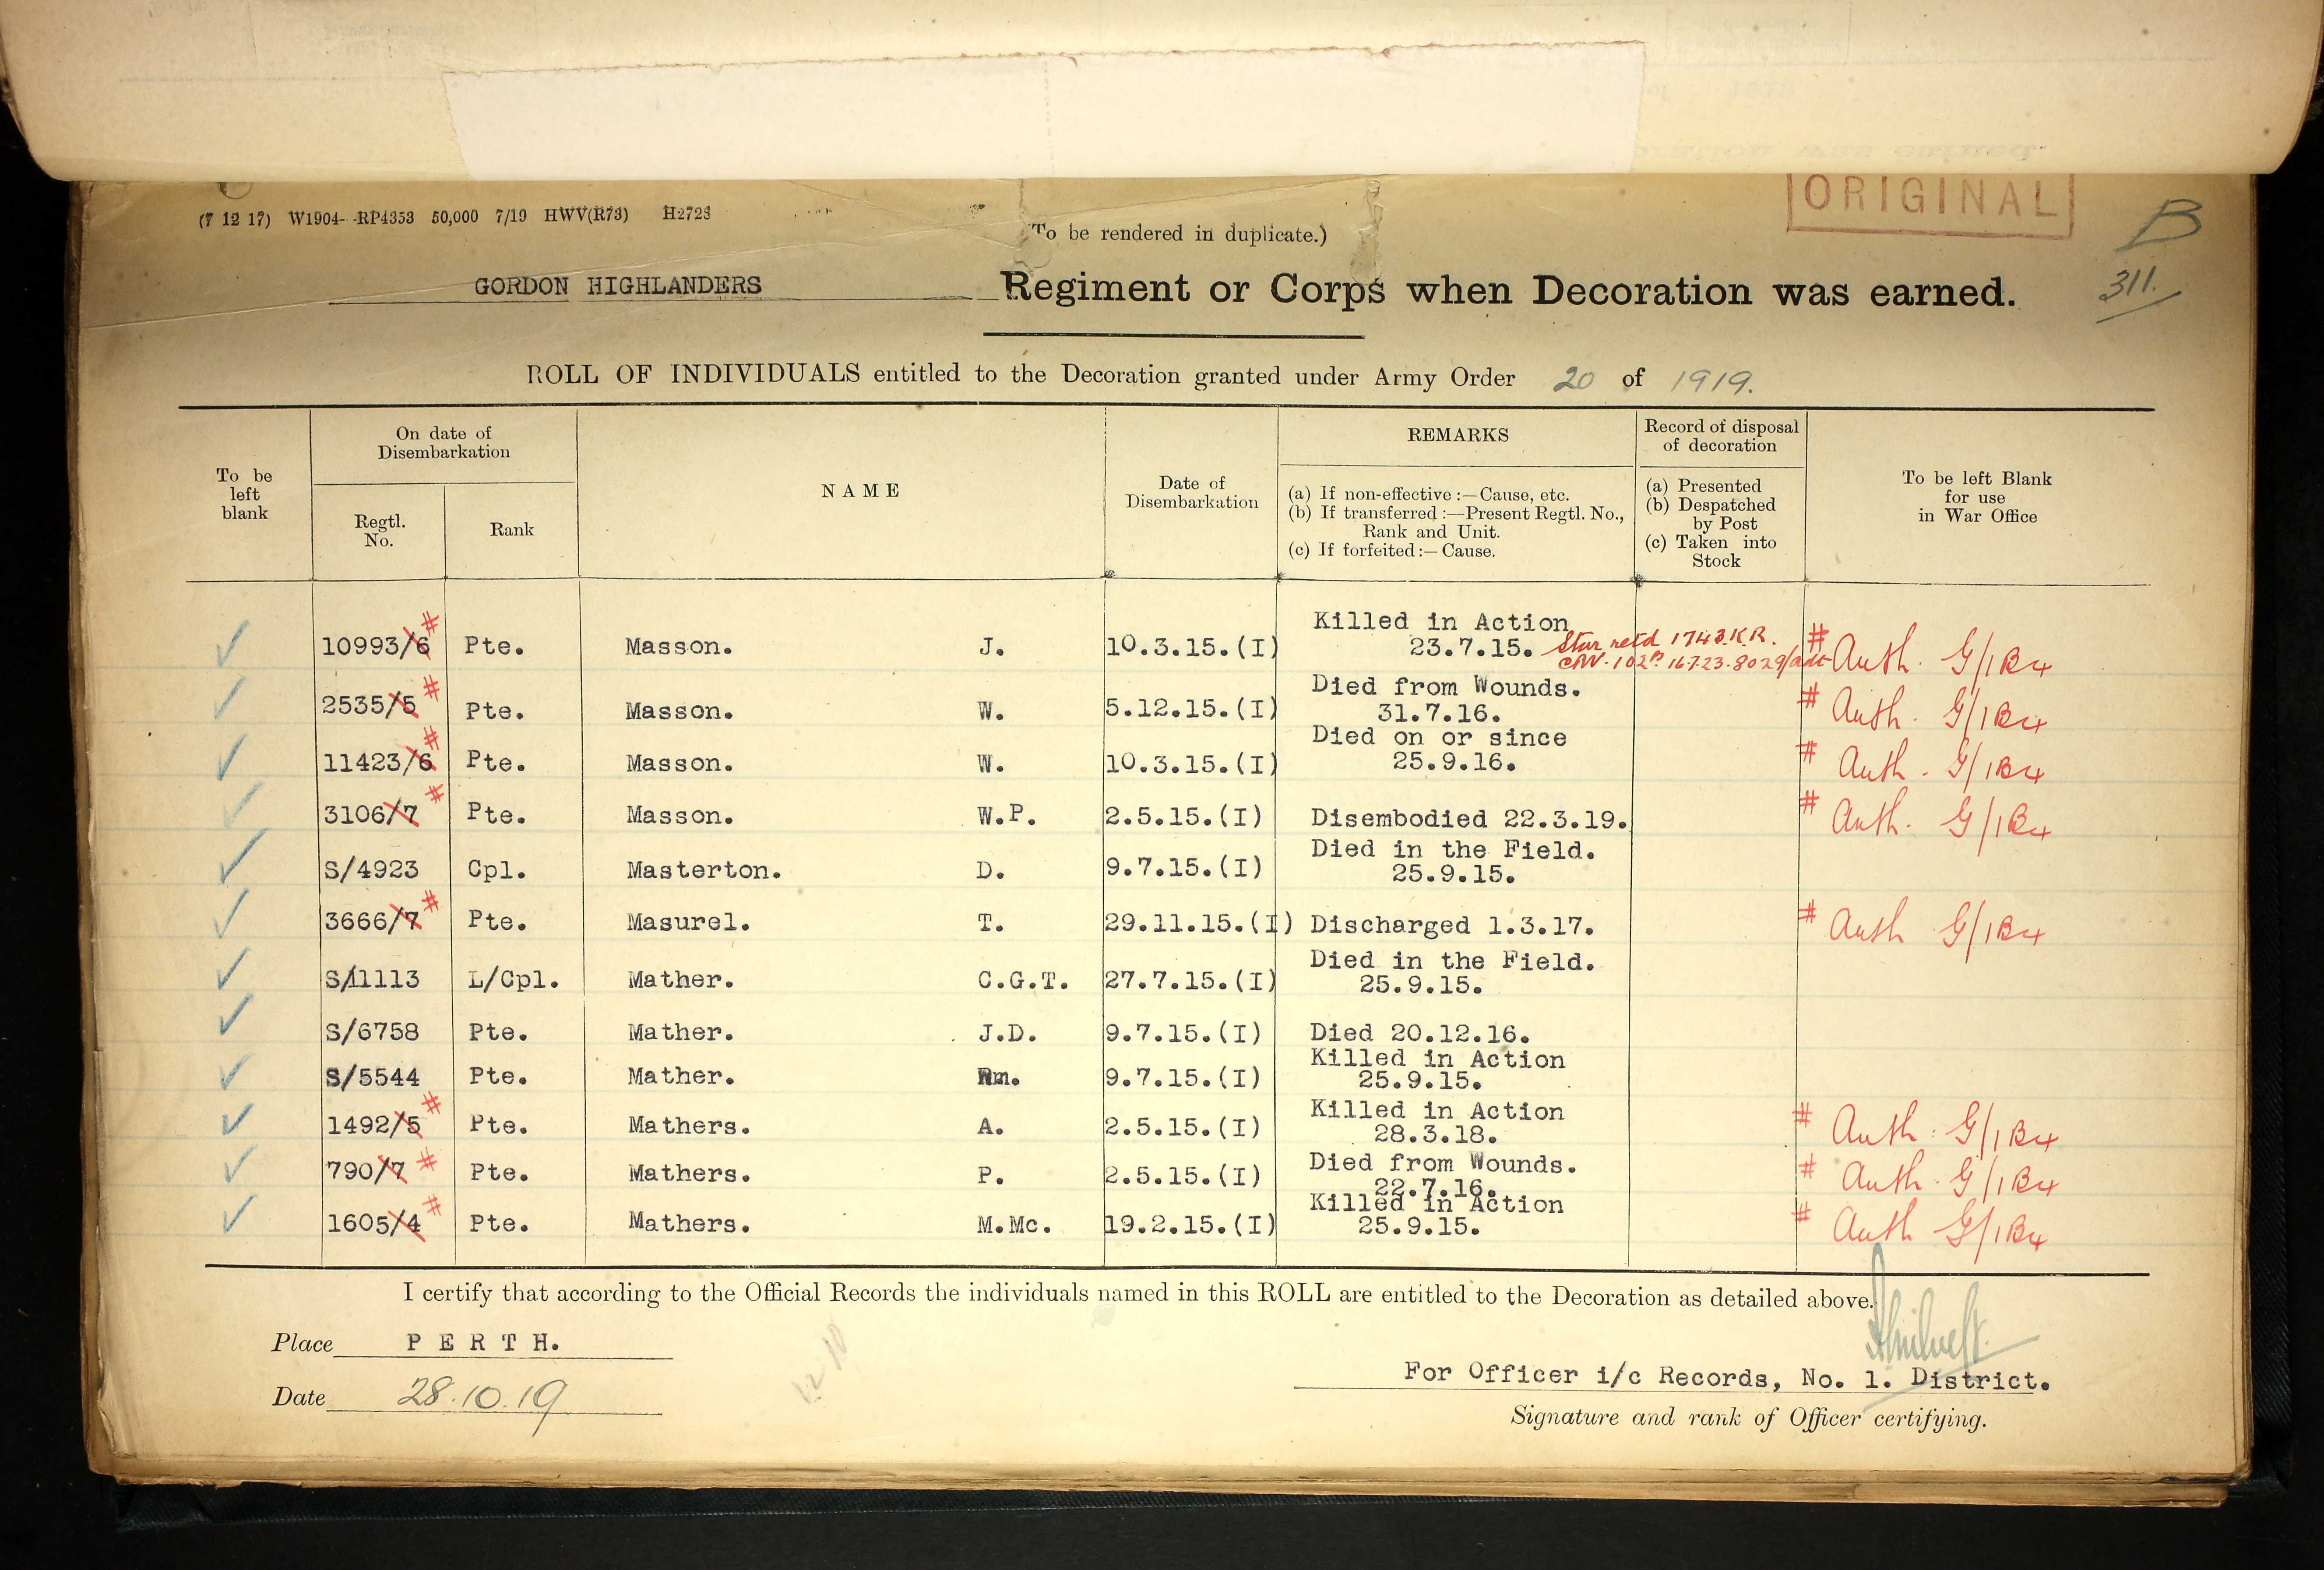 ORIGINAL
B
(7 12 17) W1904- -RP4353 50,000 7/19 HWV(R73) H2728
(To be rendered in duplicate.)
GORDON HIGHLANDERS Regiment or Corps when Decoration was earned.
311.
ROLL OF INDIVIDUALS entitled to the Decoration granted under Army Order 20 of 1919.
To be left blank
On date of Disembarkation
Regtl. No.
Rank
NAME
Date of Disembarkation
REMARKS
(a) If non-effective :—Cause, etc.
(b) If transferred :—Present Regtl. No., Rank and Unit.
(c) If forfeited :— Cause.
Record of disposal of decoration
(a) Presented
(b) Despatched by Post
(c) Taken into Stock
To be left Blank for use in War Office
10993/6 # Pte. Masson. J. 10.3.15.(I) Killed in Action 23.7.15. Star retd 1743.K.R. # Auth. G/1B4
2535/5 # Pte. Masson. W. 5.12.15.(I) Died from Wounds. 31.7.16. # Auth. G/1B4
11423/6 # Pte. Masson. W. 10.3.15.(I) Died on or since 25.9.16. # Auth. G/1B4
3106/7 # Pte. Masson. W.P. 2.5.15.(I) Disembodied 22.3.19. # Auth. G/1B4
S/4923 Cpl. Masterton. D. 9.7.15.(I) Died in the Field. 25.9.15.
3666/7 # Pte. Masurel. T. 29.11.15.(I) Discharged 1.3.17. # Auth G/1B4
S/11113 L/Cpl. Mather. C.G.T. 27.7.15.(I) Died in the Field. 25.9.15.
S/6758 Pte. Mather. J.D. 9.7.15.(I) Died 20.12.16.
S/5544 Pte. Mather. 9.7.15.(I) Killed in Action 25.9.15.
1492/5 # Pte. Mathers. A. 2.5.15.(I) Killed in Action 28.3.18. # Auth. G/1B4
790/7 # Pte. Mathers. P. 2.5.15.(I) Died from Wounds. 22.7.16. # Auth. G/1B4
1605/4 # Pte. Mathers. M.Mc. 19.2.15.(I) Killed in Action 25.9.15. # Auth G/1B4
I certify that according to the Official Records the individuals named in this ROLL are entitled to the Decoration as detailed above.
Place PERTH.
For Officer i/c Records, No. 1. District.
Date 28.10.19
Signature and rank of Officer certifying.